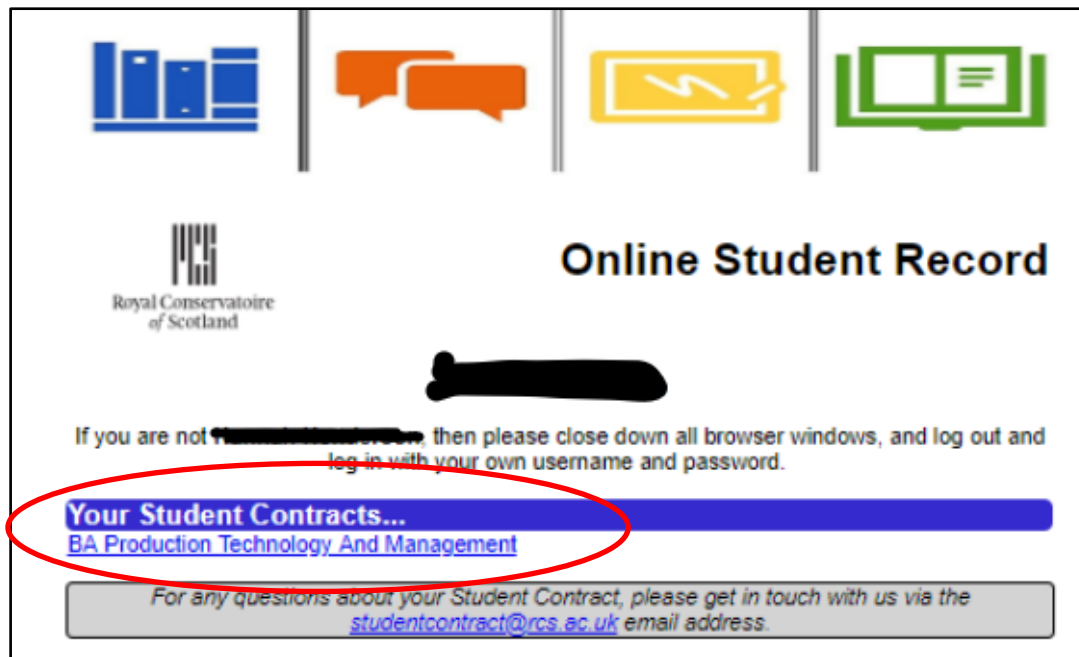 Royal Conservatoire
of Scotland
Online Student Record
If you are not , then please close down all browser windows, and log out and
log in with your own username and password.
Your Student Contracts...
BA Production Technology And Management
For any questions about your Student Contract, please get in touch with us via the
studentcontract@rcs.ac.uk email address.